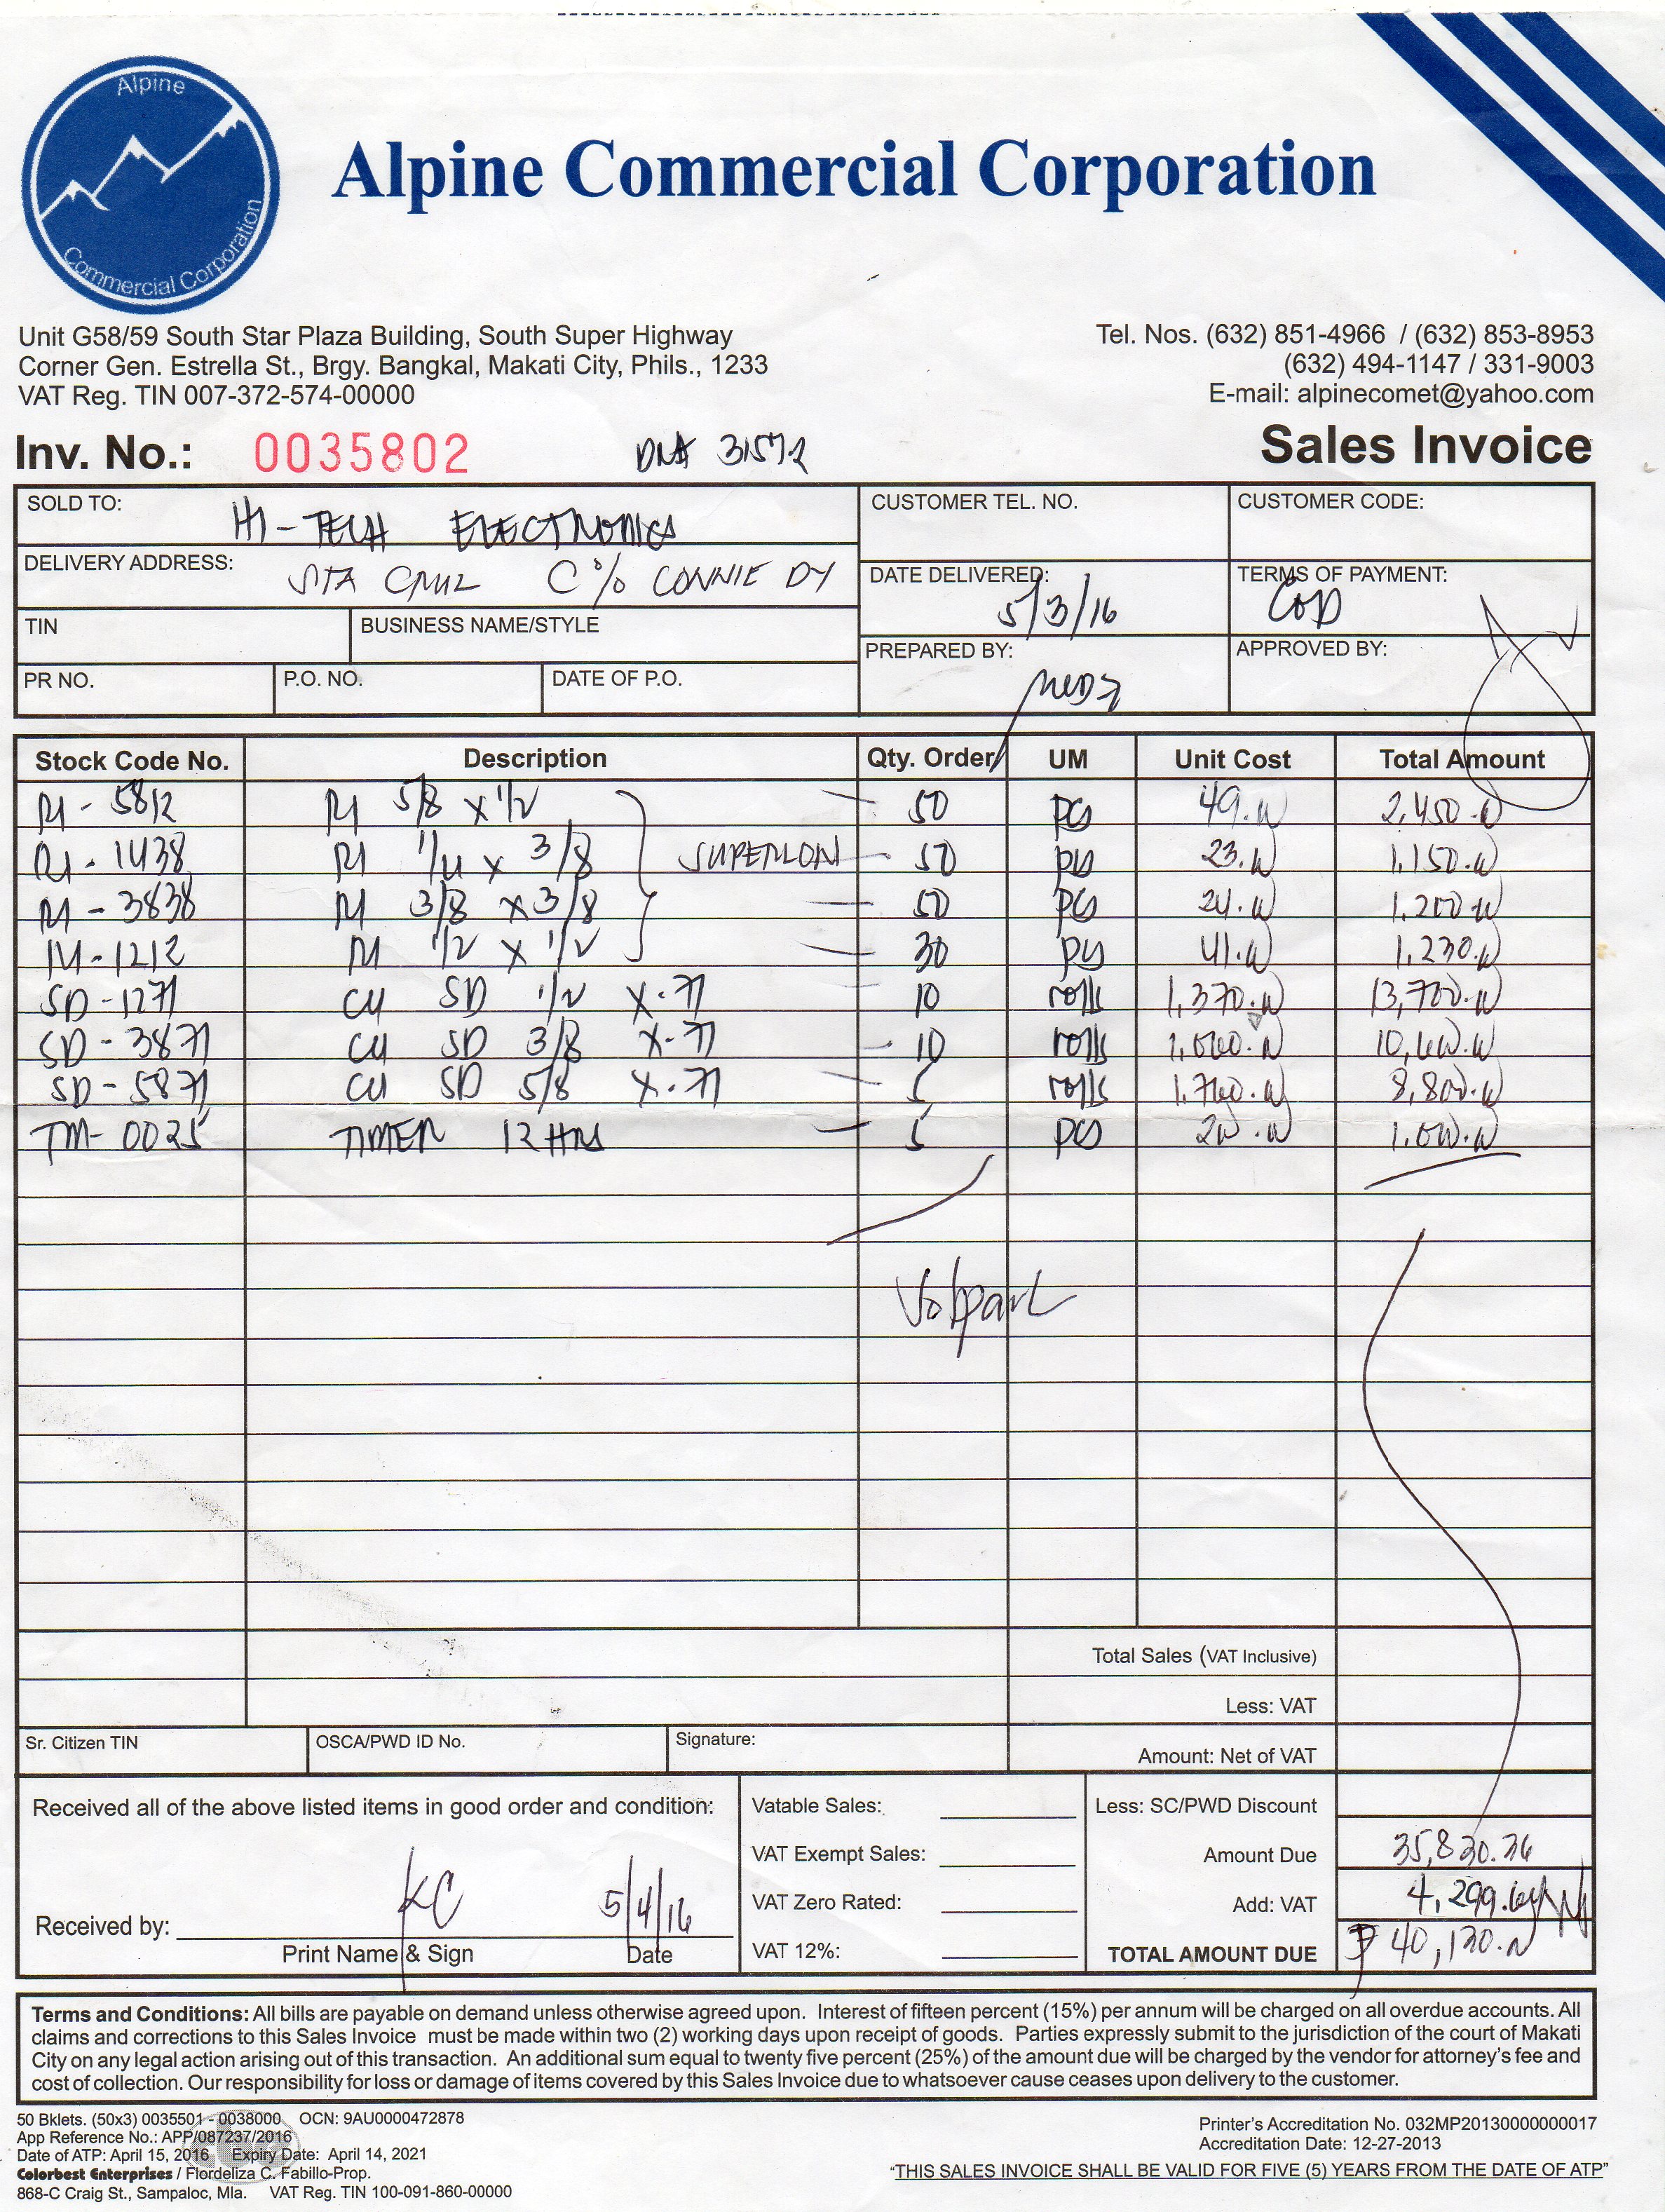 Alpine
Commercial Corporation
Alpine Commercial Corporation
Unit G58/59 South Star Plaza Building, South Super Highway
Corner Gen. Estrella St., Brgy. Bangkal, Makati City, Phils., 1233
VAT Reg. TIN 007-372-574-00000
Tel. Nos. (632) 851-4966 / (632) 853-8953
(632) 494-1147 / 331-9003
E-mail: alpinecomet@yahoo.com
Inv. No.: 0035802 DR# 31572 Sales Invoice
SOLD TO: HI-TECH ELECTRONICS
CUSTOMER TEL. NO.
CUSTOMER CODE:
DELIVERY ADDRESS: STA CRUZ C% CONNIE DY
DATE DELIVERED: 5/3/16
TERMS OF PAYMENT: COD
TIN
BUSINESS NAME/STYLE
PREPARED BY:
APPROVED BY:
PR NO.
P.O. NO.
DATE OF P.O.
Stock Code No. Description Qty. Order UM Unit Cost Total Amount
RI - 5812 RI 5/8 x 1/2 50 pcs 49.00 2,450.00
RI - 1438 RI 1/4 x 3/8 SUPERLON 50 pcs 23.00 1,150.00
RI - 3838 RI 3/8 x 3/8 50 pcs 24.00 1,200.00
RI - 1212 RI 1/2 x 1/2 30 pcs 41.00 1,230.00
SD - 1271 CU SD 1/2 x .71 10 rolls 1,370.00 13,700.00
SD - 3871 CU SD 3/8 x .71 10 rolls 1,060.00 10,600.00
SD - 5871 CU SD 5/8 x .71 5 rolls 1,760.00 8,800.00
TM - 0025 TIMER 12 HRS 5 pcs 200.00 1,000.00
Total Sales (VAT Inclusive)
Less: VAT
Sr. Citizen TIN
OSCA/PWD ID No.
Signature:
Amount: Net of VAT
Received all of the above listed items in good order and condition:
Vatable Sales:
Less: SC/PWD Discount
VAT Exempt Sales:
Amount Due 35,830.36
VAT Zero Rated:
Add: VAT 4,299.64
Received by: KC 5/4/16
Print Name & Sign Date
VAT 12%:
TOTAL AMOUNT DUE ₱ 40,130.00
Terms and Conditions: All bills are payable on demand unless otherwise agreed upon. Interest of fifteen percent (15%) per annum will be charged on all overdue accounts. All
claims and corrections to this Sales Invoice must be made within two (2) working days upon receipt of goods. Parties expressly submit to the jurisdiction of the court of Makati
City on any legal action arising out of this transaction. An additional sum equal to twenty five percent (25%) of the amount due will be charged by the vendor for attorney's fee and
cost of collection. Our responsibility for loss or damage of items covered by this Sales Invoice due to whatsoever cause ceases upon delivery to the customer.
50 Bklets. (50x3) 0035501 - 0038000 OCN: 9AU0000472878
App Reference No.: APP/087237/2016
Date of ATP: April 15, 2016 Expiry Date: April 14, 2021
Colorbest Enterprises / Flordeliza C. Fabillo-Prop.
868-C Craig St., Sampaloc, Mla. VAT Reg. TIN 100-091-860-00000
Printer's Accreditation No. 032MP20130000000017
Accreditation Date: 12-27-2013
"THIS SALES INVOICE SHALL BE VALID FOR FIVE (5) YEARS FROM THE DATE OF ATP"